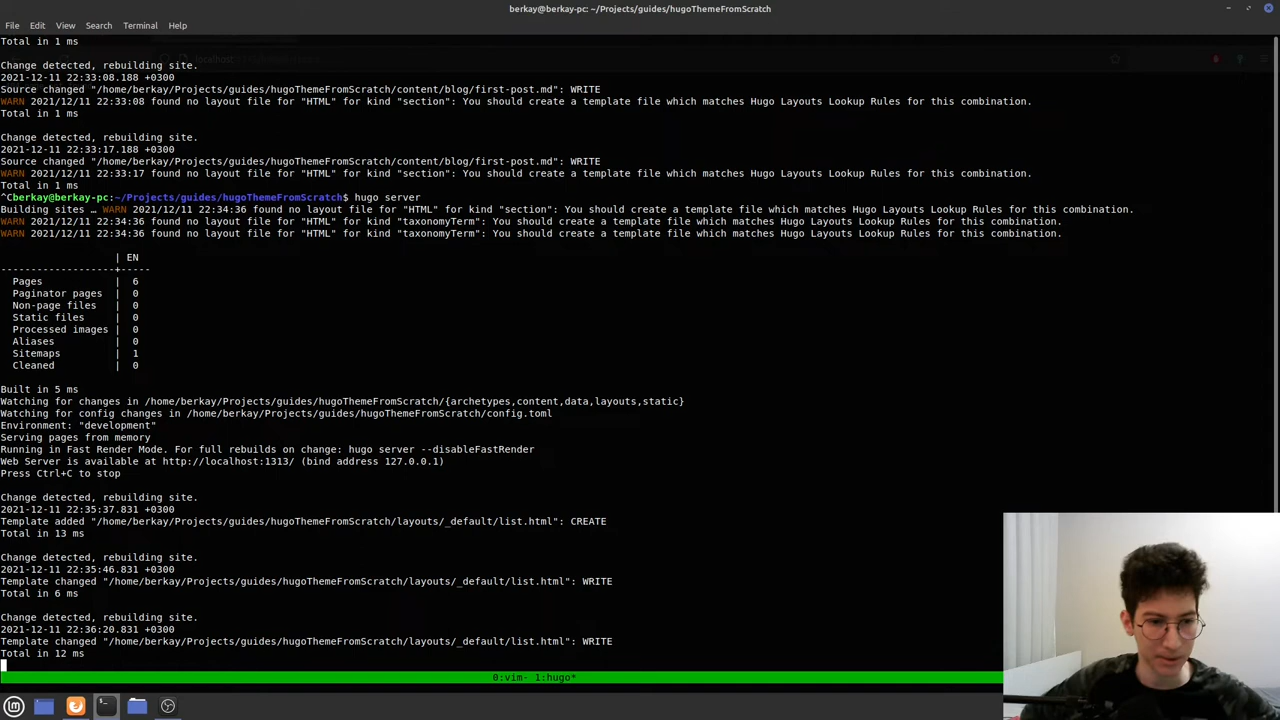 berkay@berkay-pc: ~/Projects/guides/hugoThemeFromScratch
File Edit View Search Terminal Help
Total in 1 ms
Change detected, rebuilding site.
2021-12-11 22:33:08.188 +0300
Source changed "/home/berkay/Projects/guides/hugoThemeFromScratch/content/blog/first-post.md": WRITE
WARN 2021/12/11 22:33:08 found no layout file for "HTML" for kind "section": You should create a template file which matches Hugo Layouts Lookup Rules for this combination.
Total in 1 ms
Change detected, rebuilding site.
2021-12-11 22:33:17.188 +0300
Source changed "/home/berkay/Projects/guides/hugoThemeFromScratch/content/blog/first-post.md": WRITE
WARN 2021/12/11 22:33:17 found no layout file for "HTML" for kind "section": You should create a template file which matches Hugo Layouts Lookup Rules for this combination.
Total in 1 ms
^Cberkay@berkay-pc:~/Projects/guides/hugoThemeFromScratch$ hugo server
Building sites … WARN 2021/12/11 22:34:36 found no layout file for "HTML" for kind "section": You should create a template file which matches Hugo Layouts Lookup Rules for this combination.
WARN 2021/12/11 22:34:36 found no layout file for "HTML" for kind "taxonomyTerm": You should create a template file which matches Hugo Layouts Lookup Rules for this combination.
WARN 2021/12/11 22:34:36 found no layout file for "HTML" for kind "taxonomyTerm": You should create a template file which matches Hugo Layouts Lookup Rules for this combination.
| EN
-------------------+-----
Pages | 6
Paginator pages | 0
Non-page files | 0
Static files | 0
Processed images | 0
Aliases | 0
Sitemaps | 1
Cleaned | 0
Built in 5 ms
Watching for changes in /home/berkay/Projects/guides/hugoThemeFromScratch/{archetypes,content,data,layouts,static}
Watching for config changes in /home/berkay/Projects/guides/hugoThemeFromScratch/config.toml
Environment: "development"
Serving pages from memory
Running in Fast Render Mode. For full rebuilds on change: hugo server --disableFastRender
Web Server is available at http://localhost:1313/ (bind address 127.0.0.1)
Press Ctrl+C to stop
Change detected, rebuilding site.
2021-12-11 22:35:37.831 +0300
Template added "/home/berkay/Projects/guides/hugoThemeFromScratch/layouts/_default/list.html": CREATE
Total in 13 ms
Change detected, rebuilding site.
2021-12-11 22:35:46.831 +0300
Template changed "/home/berkay/Projects/guides/hugoThemeFromScratch/layouts/_default/list.html": WRITE
Total in 6 ms
Change detected, rebuilding site.
2021-12-11 22:36:20.831 +0300
Template changed "/home/berkay/Projects/guides/hugoThemeFromScratch/layouts/_default/list.html": WRITE
Total in 12 ms
0:vim- 1:hugo*